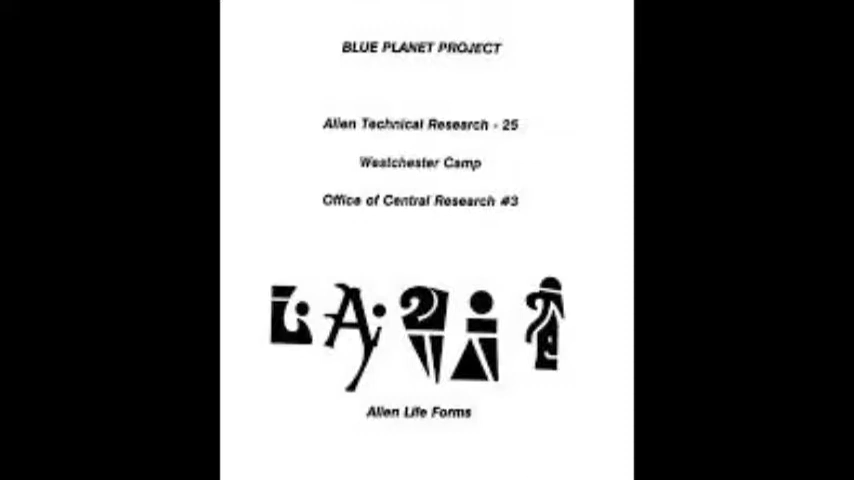 BLUE PLANET PROJECT
Alien Technical Research - 25
Westchester Camp
Office of Central Research #3
Alien Life Forms